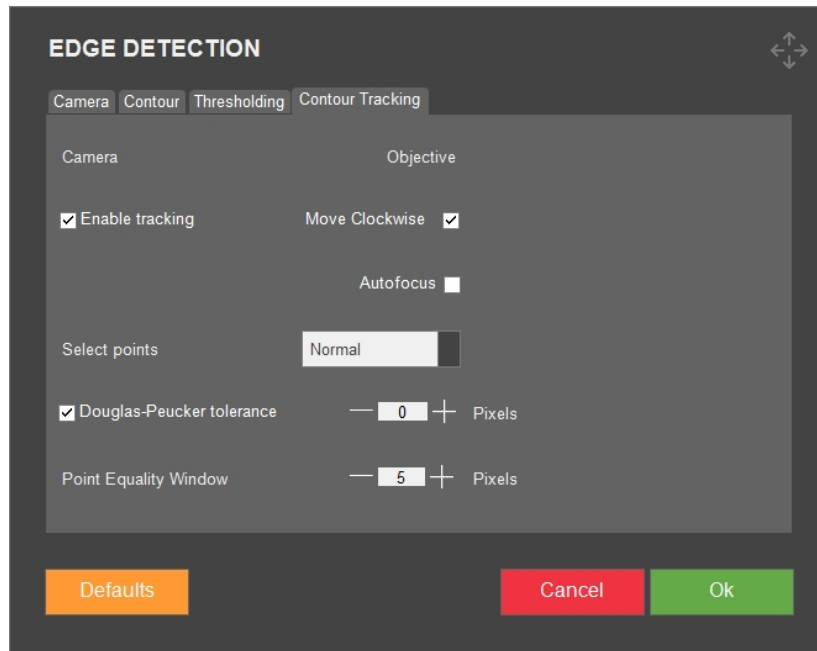 EDGE DETECTION
Camera Contour Thresholding Contour Tracking
Camera Objective
Enable tracking Move Clockwise
Autofocus
Select points Normal
Douglas-Peucker tolerance 0 Pixels
Point Equality Window 5 Pixels
Defaults Cancel Ok